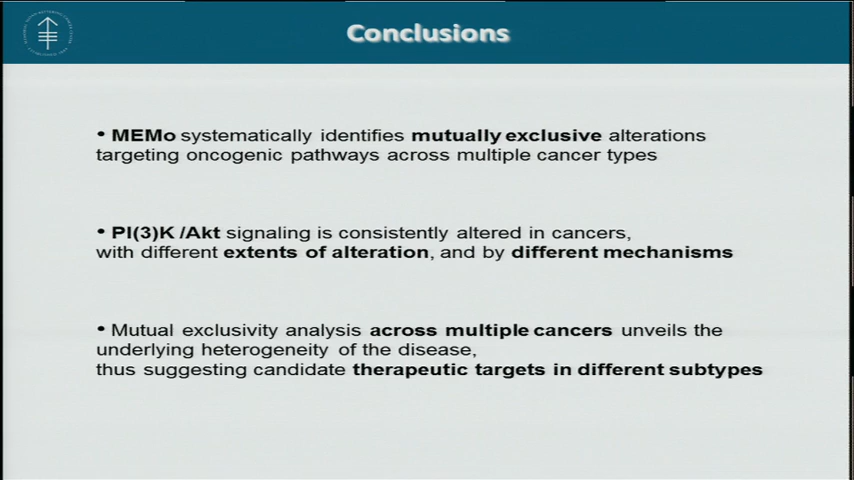 Conclusions
• MEMo systematically identifies mutually exclusive alterations
targeting oncogenic pathways across multiple cancer types
• PI(3)K /Akt signaling is consistently altered in cancers,
with different extents of alteration, and by different mechanisms
• Mutual exclusivity analysis across multiple cancers unveils the
underlying heterogeneity of the disease,
thus suggesting candidate therapeutic targets in different subtypes